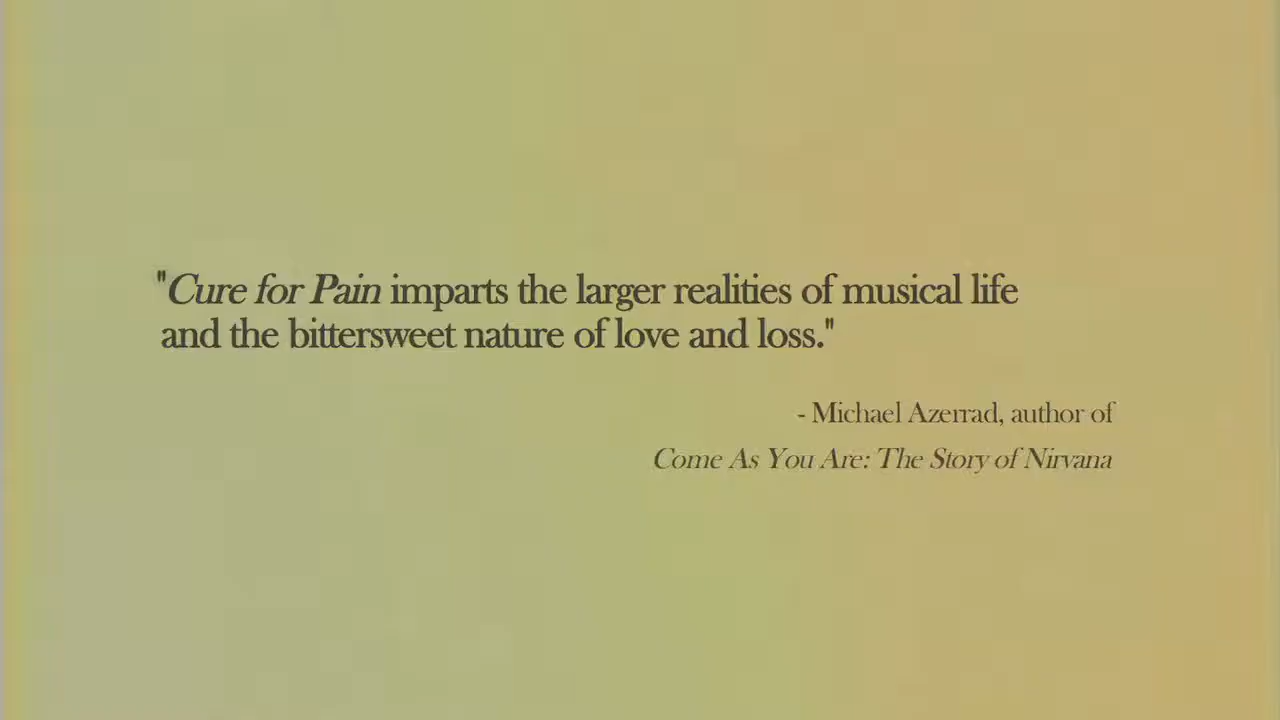 "Cure for Pain imparts the larger realities of musical life
and the bittersweet nature of love and loss."
- Michael Azerrad, author of
Come As You Are: The Story of Nirvana